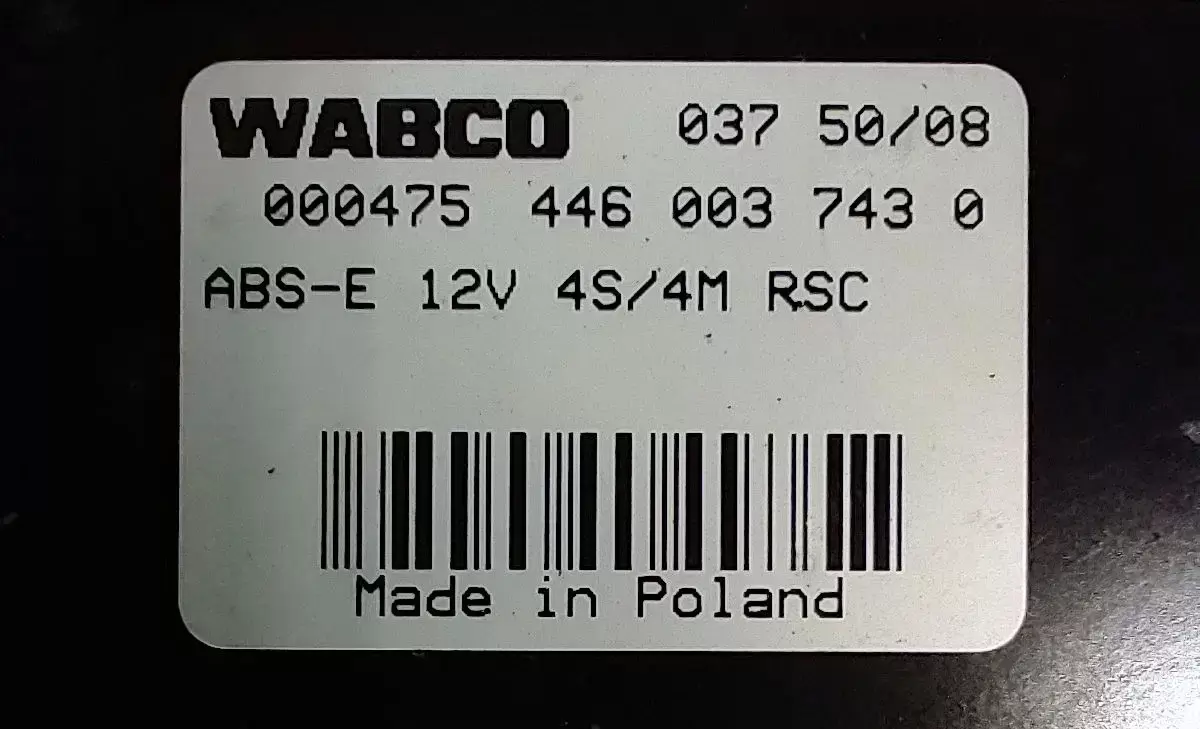 WABCO 037 50/08
000475 446 003 743 0
ABS-E 12V 4S/4M RSC
Made in Poland